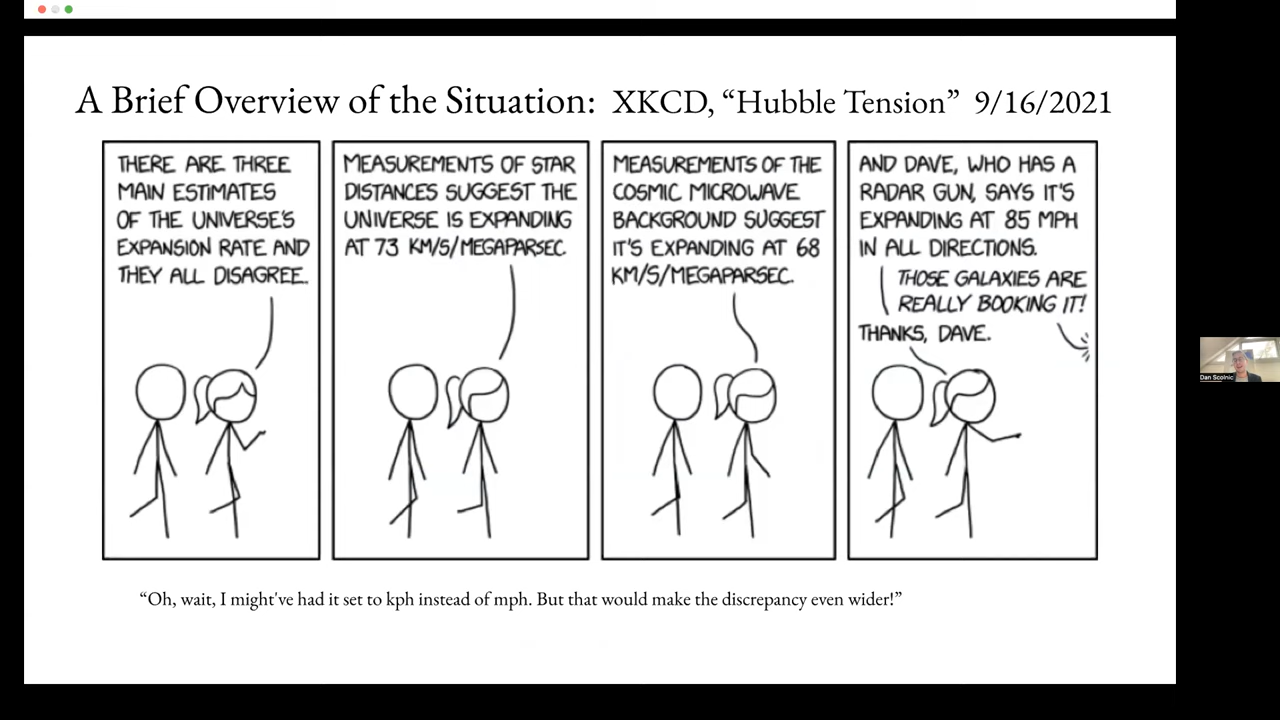 A Brief Overview of the Situation: XKCD, “Hubble Tension” 9/16/2021
THERE ARE THREE
MAIN ESTIMATES
OF THE UNIVERSE'S
EXPANSION RATE AND
THEY ALL DISAGREE.
MEASUREMENTS OF STAR
DISTANCES SUGGEST THE
UNIVERSE IS EXPANDING
AT 73 KM/S/MEGAPARSEC.
MEASUREMENTS OF THE
COSMIC MICROWAVE
BACKGROUND SUGGEST
IT'S EXPANDING AT 68
KM/S/MEGAPARSEC.
AND DAVE, WHO HAS A
RADAR GUN, SAYS IT'S
EXPANDING AT 85 MPH
IN ALL DIRECTIONS.
THOSE GALAXIES ARE
REALLY BOOKING IT!
THANKS, DAVE.
“Oh, wait, I might've had it set to kph instead of mph. But that would make the discrepancy even wider!”
Dan Scolnic